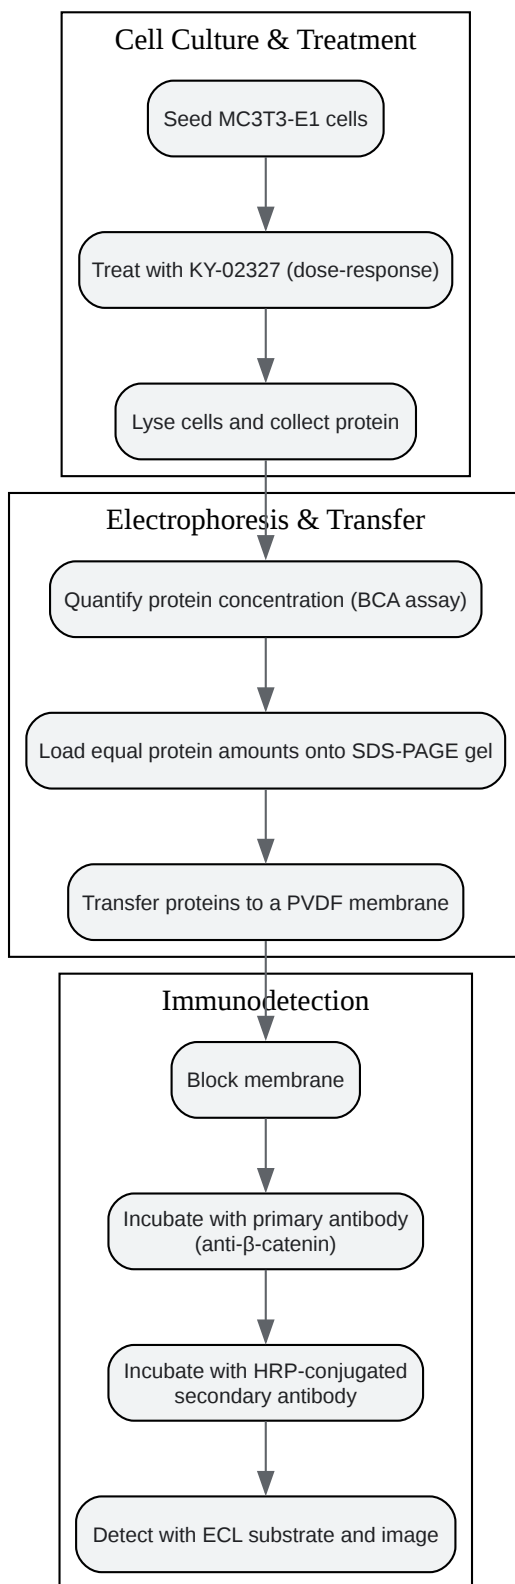 Cell Culture & Treatment
Seed MC3T3-E1 cells
Treat with KY-02327 (dose-response)
Lyse cells and collect protein
Electrophoresis & Transfer
Quantify protein concentration (BCA assay)
Load equal protein amounts onto SDS-PAGE gel
Transfer proteins to a PVDF membrane
Immunodetection
Block membrane
Incubate with primary antibody
(anti-β-catenin)
Incubate with HRP-conjugated
secondary antibody
Detect with ECL substrate and image